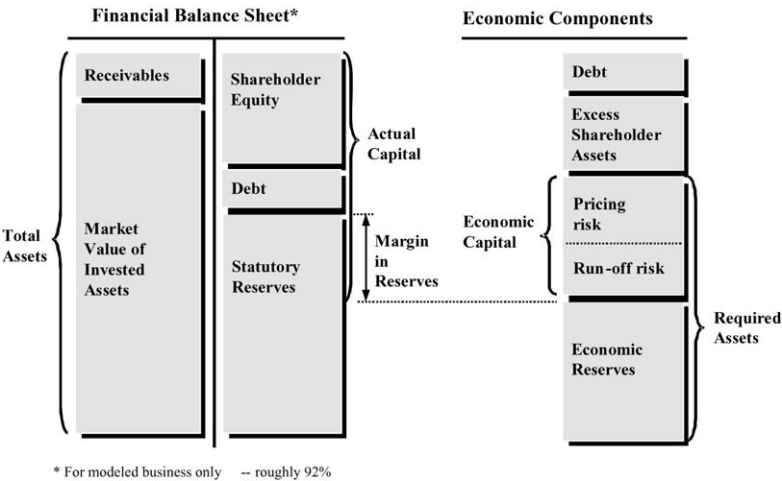 Financial Balance Sheet*
Economic Components
Receivables
Shareholder
Equity
Debt
Excess
Shareholder
Assets
Actual
Capital
Debt
Pricing
risk
Economic
Capital
Total
Assets
Market
Value of
Invested
Assets
Margin
in
Reserves
Statutory
Reserves
Run-off risk
Required
Assets
Economic
Reserves
* For modeled business only -- roughly 92%